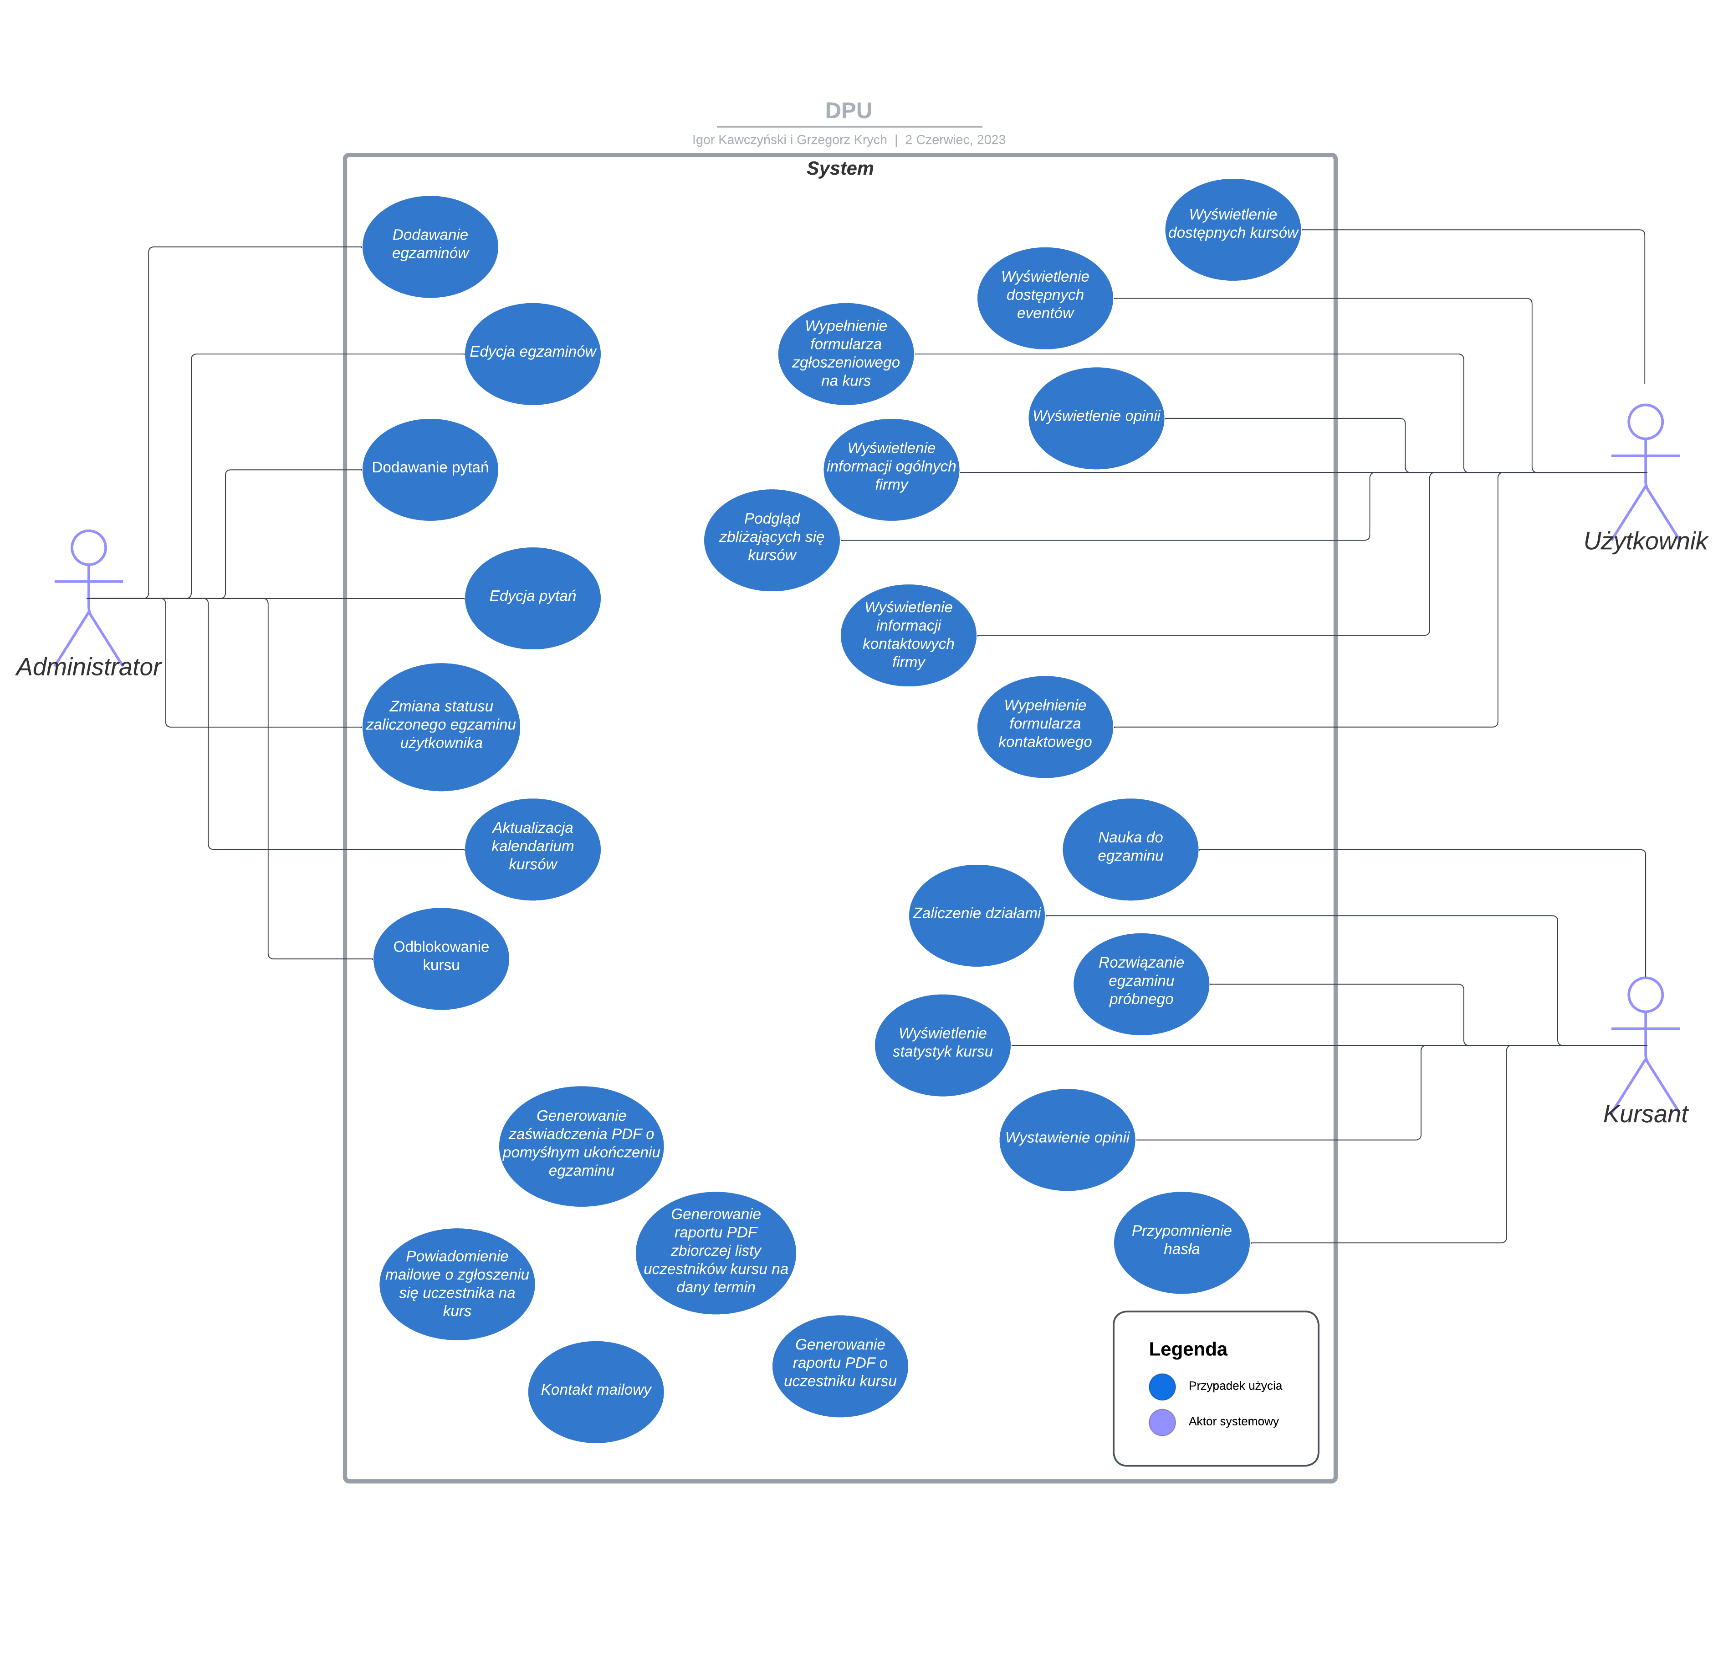 DPU
Igor Kawczyński i Grzegorz Krych | 2 Czerwiec, 2023
System
Dodawanie
egzaminów
Edycja egzaminów
Dodawanie pytań
Edycja pytań
Zmiana statusu
zaliczonego egzaminu
użytkownika
Aktualizacja
kalendarium
kursów
Odblokowanie
kursu
Administrator
Wyświetlenie
dostępnych kursów
Wyświetlenie
dostępnych
eventów
Wypełnienie
formularza
zgłoszeniowego
na kurs
Wyświetlenie opinii
Wyświetlenie
informacji ogólnych
firmy
Podgląd
zbliżających się
kursów
Wyświetlenie
informacji
kontaktowych
firmy
Wypełnienie
formularza
kontaktowego
Użytkownik
Nauka do
egzaminu
Zaliczenie działami
Rozwiązanie
egzaminu
próbnego
Wyświetlenie
statystyk kursu
Wystawienie opinii
Przypomnienie
hasła
Kursant
Generowanie
zaświadczenia PDF o
pomyśłnym ukończeniu
egzaminu
Generowanie
raportu PDF
zbiorczej listy
uczestników kursu na
dany termin
Powiadomienie
mailowe o zgłoszeniu
się uczestnika na
kurs
Generowanie
raportu PDF o
uczestniku kursu
Kontakt mailowy
Legenda
Przypadek użycia
Aktor systemowy